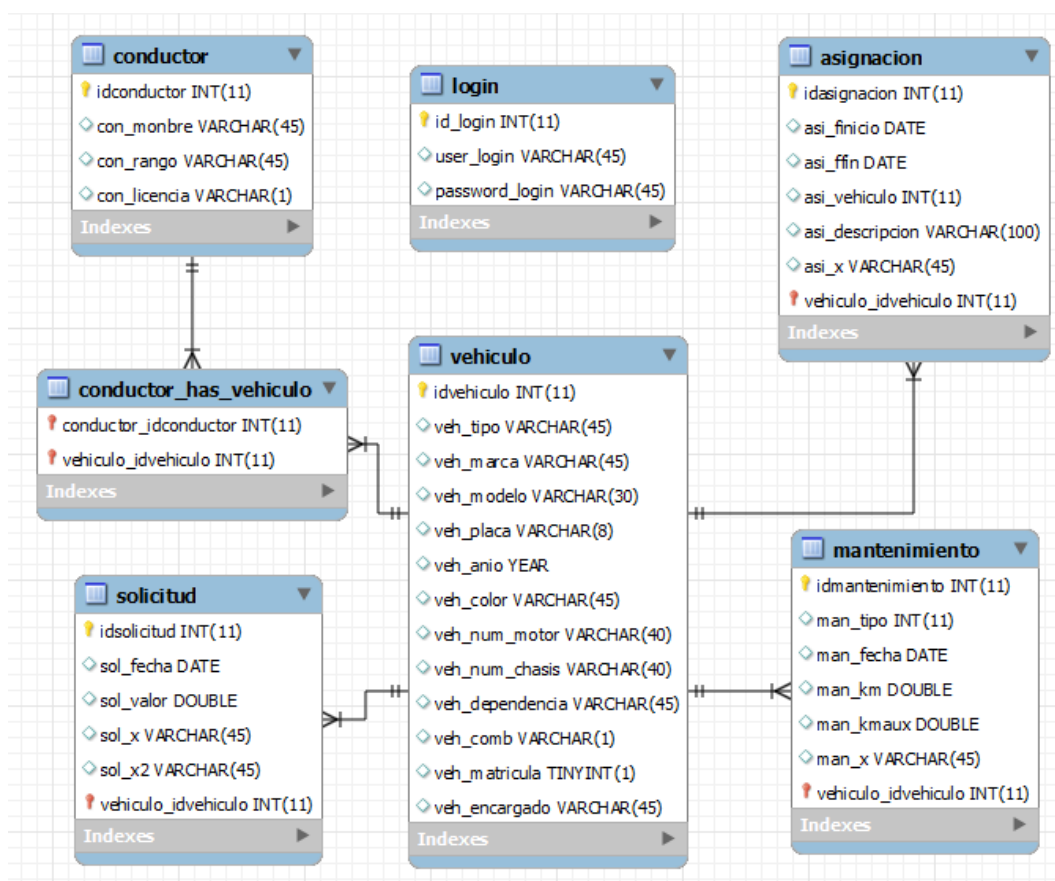 conductor
idconductor INT(11)
con_monbre VARCHAR(45)
con_rango VARCHAR(45)
con_licencia VARCHAR(1)
Indexes
login
id_login INT(11)
user_login VARCHAR(45)
password_login VARCHAR(45)
Indexes
asignacion
idasignacion INT(11)
asi_finicio DATE
asi_ffin DATE
asi_vehiculo INT(11)
asi_descripcion VARCHAR(100)
asi_x VARCHAR(45)
vehiculo_idvehiculo INT(11)
Indexes
conductor_has_vehiculo
conductor_idconductor INT(11)
vehiculo_idvehiculo INT(11)
Indexes
vehiculo
idvehiculo INT(11)
veh_tipo VARCHAR(45)
veh_marca VARCHAR(45)
veh_modelo VARCHAR(30)
veh_placa VARCHAR(8)
veh_anio YEAR
veh_color VARCHAR(45)
veh_num_motor VARCHAR(40)
veh_num_chasis VARCHAR(40)
veh_dependencia VARCHAR(45)
veh_comb VARCHAR(1)
veh_matricula TINYINT(1)
veh_encargado VARCHAR(45)
Indexes
solicitud
idsolicitud INT(11)
sol_fecha DATE
sol_valor DOUBLE
sol_x VARCHAR(45)
sol_x2 VARCHAR(45)
vehiculo_idvehiculo INT(11)
Indexes
mantenimiento
idmantenimiento INT(11)
man_tipo INT(11)
man_fecha DATE
man_km DOUBLE
man_kmaux DOUBLE
man_x VARCHAR(45)
vehiculo_idvehiculo INT(11)
Indexes